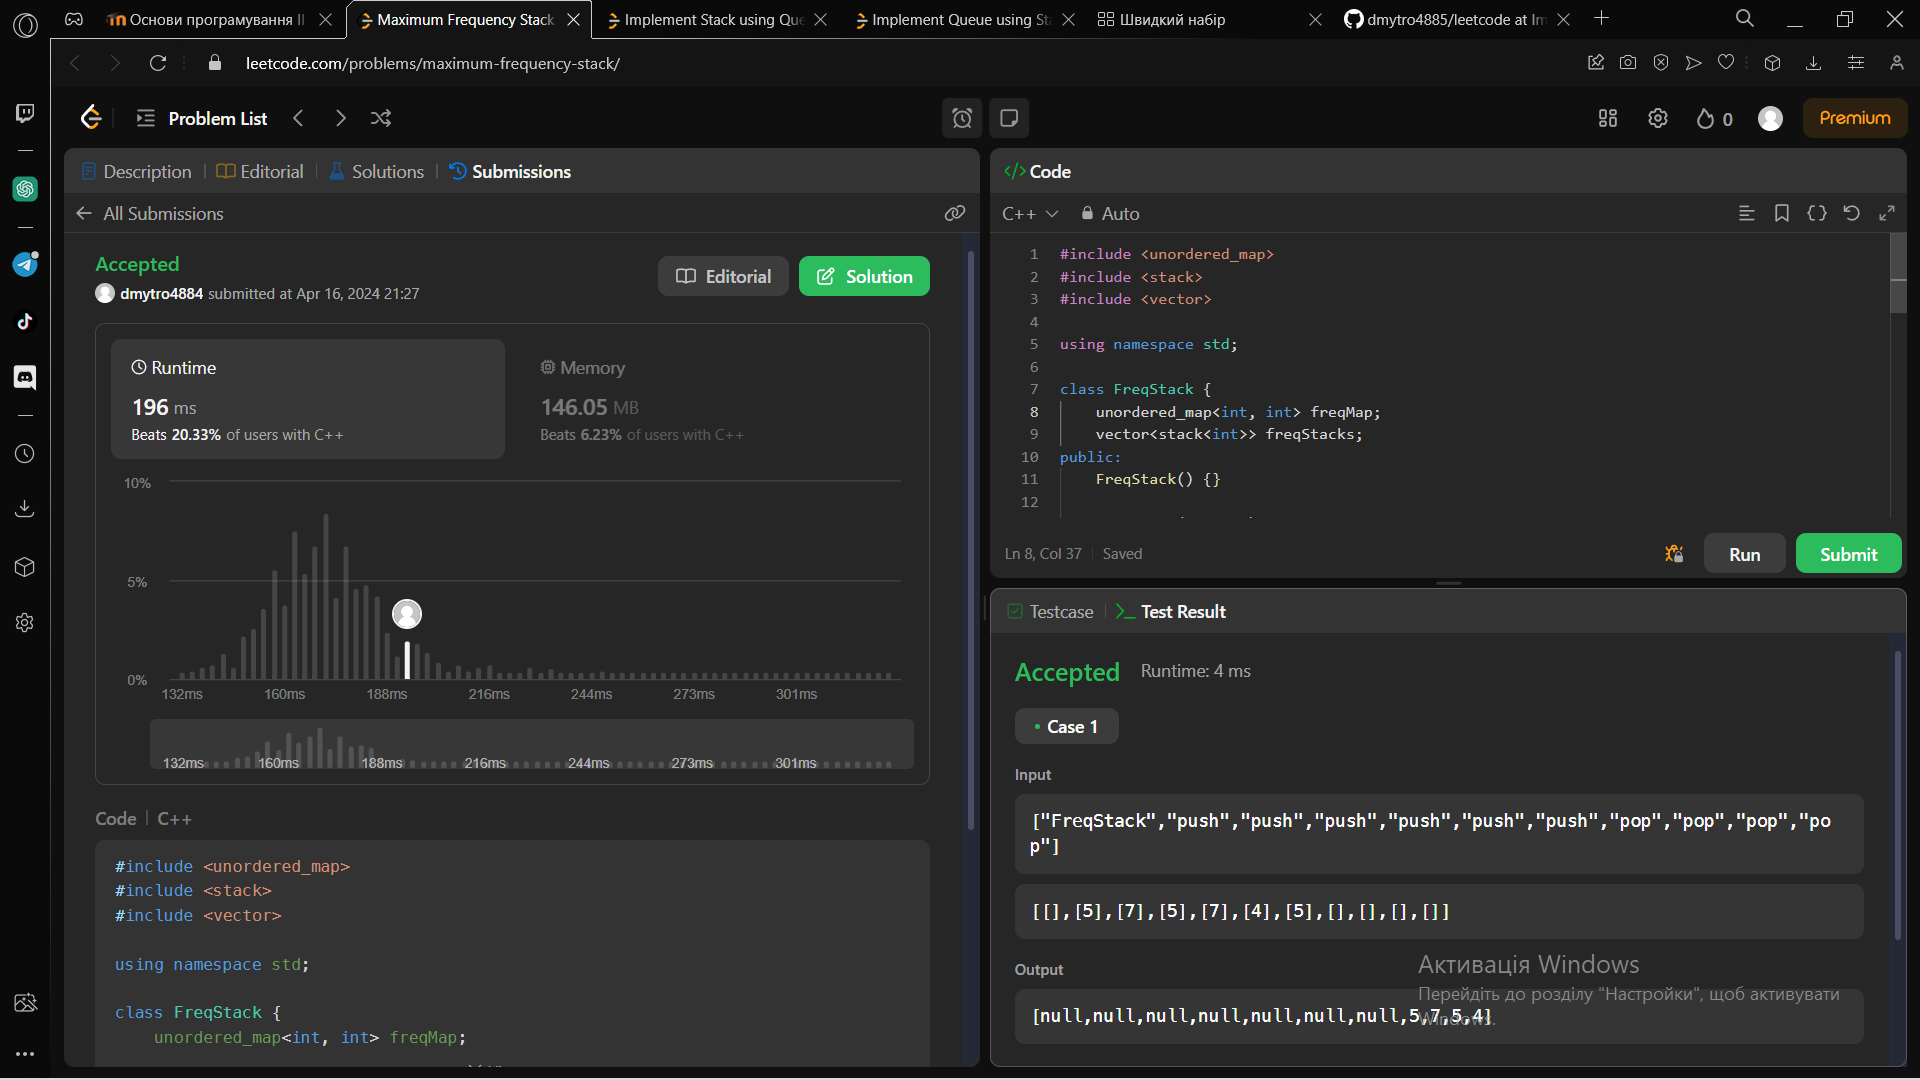 Основи програмування ІІ
Maximum Frequency Stack
Implement Stack using Que
Implement Queue using Sta
Швидкий набір
dmytro4885/leetcode at Im
leetcode.com/problems/maximum-frequency-stack/
Problem List
0
Premium
Description
Editorial
Solutions
Submissions
All Submissions
Accepted
dmytro4884 submitted at Apr 16, 2024 21:27
Editorial
Solution
Runtime
196 ms
Beats 20.33% of users with C++
Memory
146.05 MB
Beats 6.23% of users with C++
10%
5%
0%
132ms 160ms 188ms 216ms 244ms 273ms 301ms
132ms 160ms 188ms 216ms 244ms 273ms 301ms
Code | C++
#include <unordered_map>
#include <stack>
#include <vector>
using namespace std;
class FreqStack {
unordered_map<int, int> freqMap;
Code
C++ Auto
1 #include <unordered_map>
2 #include <stack>
3 #include <vector>
4
5 using namespace std;
6
7 class FreqStack {
8 unordered_map<int, int> freqMap;
9 vector<stack<int>> freqStacks;
10 public:
11 FreqStack() {}
12
Ln 8, Col 37 Saved
Run
Submit
Testcase
Test Result
Accepted Runtime: 4 ms
Case 1
Input
["FreqStack","push","push","push","push","push","push","pop","pop","pop","po
p"]
[[],[5],[7],[5],[7],[4],[5],[],[],[],[]]
Output
[null,null,null,null,null,null,null,5,7,5,4]
Активація Windows
Перейдіть до розділу "Настройки", щоб активувати
Windows.